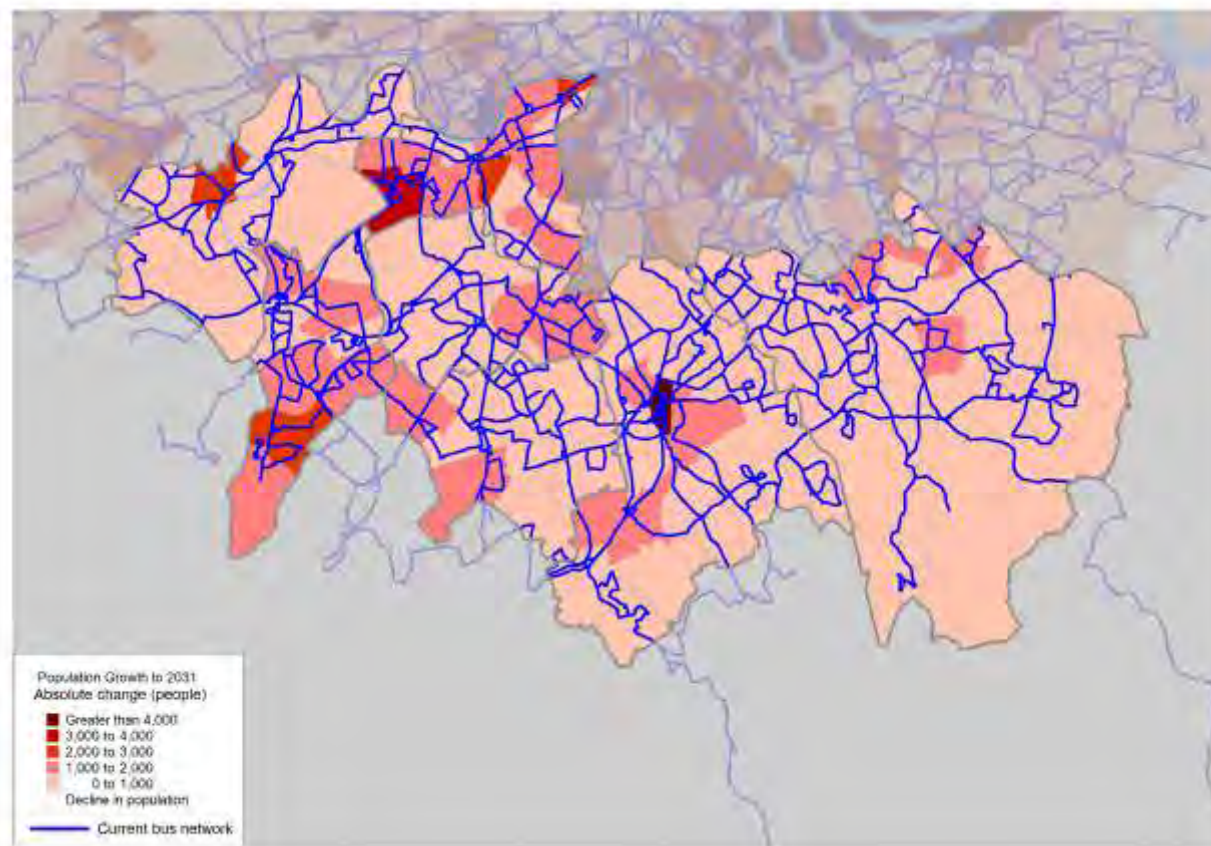 Population Growth to 2031
Absolute change (people)
Greater than 4,000
3,000 to 4,000
2,000 to 3,000
1,000 to 2,000
0 to 1,000
Decline in population
Current bus network